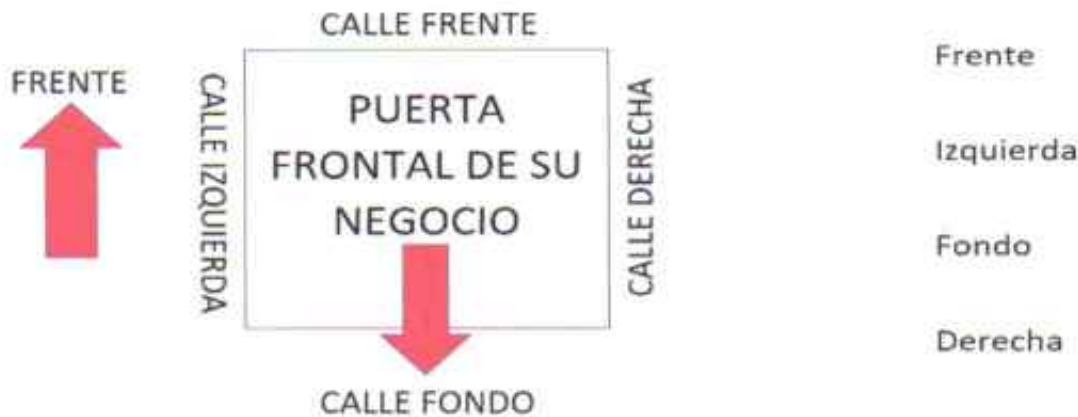 CALLE FRENTE
FRENTE
CALLE IZQUIERDA
PUERTA
FRONTAL DE SU
NEGOCIO
CALLE DERECHA
CALLE FONDO
Frente
Izquierda
Fondo
Derecha